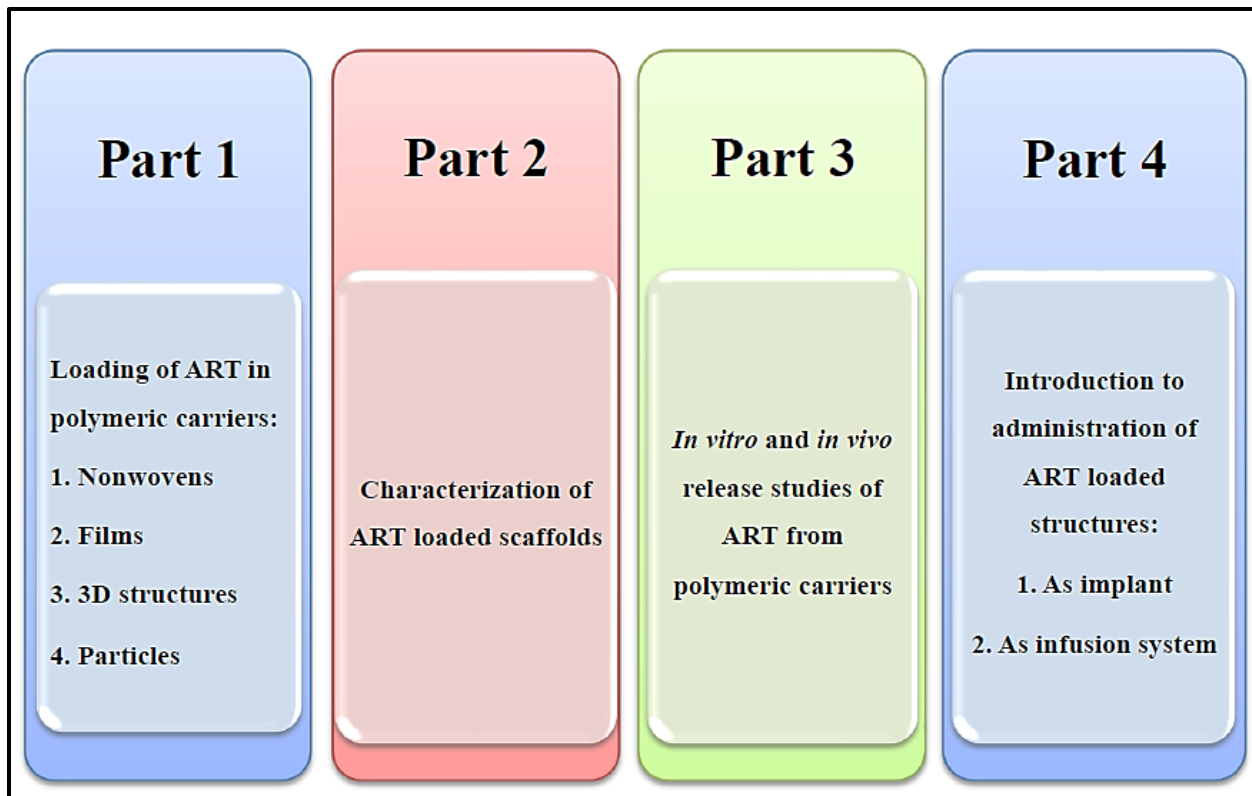 Part 1
Loading of ART in
polymeric carriers:
1. Nonwovens
2. Films
3. 3D structures
4. Particles
Part 2
Characterization of
ART loaded scaffolds
Part 3
In vitro and in vivo
release studies of
ART from
polymeric carriers
Part 4
Introduction to
administration of
ART loaded
structures:
1. As implant
2. As infusion system